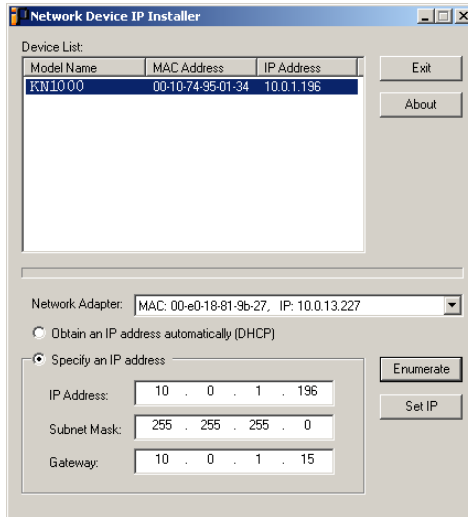 Network Device IP Installer
Device List:
Model Name MAC Address IP Address
KN1000 00-10-74-95-01-34 10.0.1.196
Exit
About
Network Adapter: MAC: 00-e0-18-81-9b-27, IP: 10.0.13.227
Obtain an IP address automatically (DHCP)
Specify an IP address
Enumerate
IP Address: 10 . 0 . 1 . 196
Set IP
Subnet Mask: 255 . 255 . 255 . 0
Gateway: 10 . 0 . 1 . 15